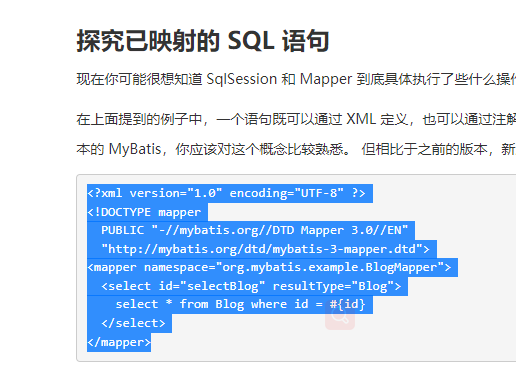 探究已映射的 SQL 语句
现在你可能很想知道 SqlSession 和 Mapper 到底具体执行了些什么操作
在上面提到的例子中，一个语句既可以通过 XML 定义，也可以通过注解
本的 MyBatis，你应该对这个概念比较熟悉。 但相比于之前的版本，新
<?xml version="1.0" encoding="UTF-8" ?>
<!DOCTYPE mapper
  PUBLIC "-//mybatis.org//DTD Mapper 3.0//EN"
  "http://mybatis.org/dtd/mybatis-3-mapper.dtd">
<mapper namespace="org.mybatis.example.BlogMapper">
  <select id="selectBlog" resultType="Blog">
    select * from Blog where id = #{id}
  </select>
</mapper>